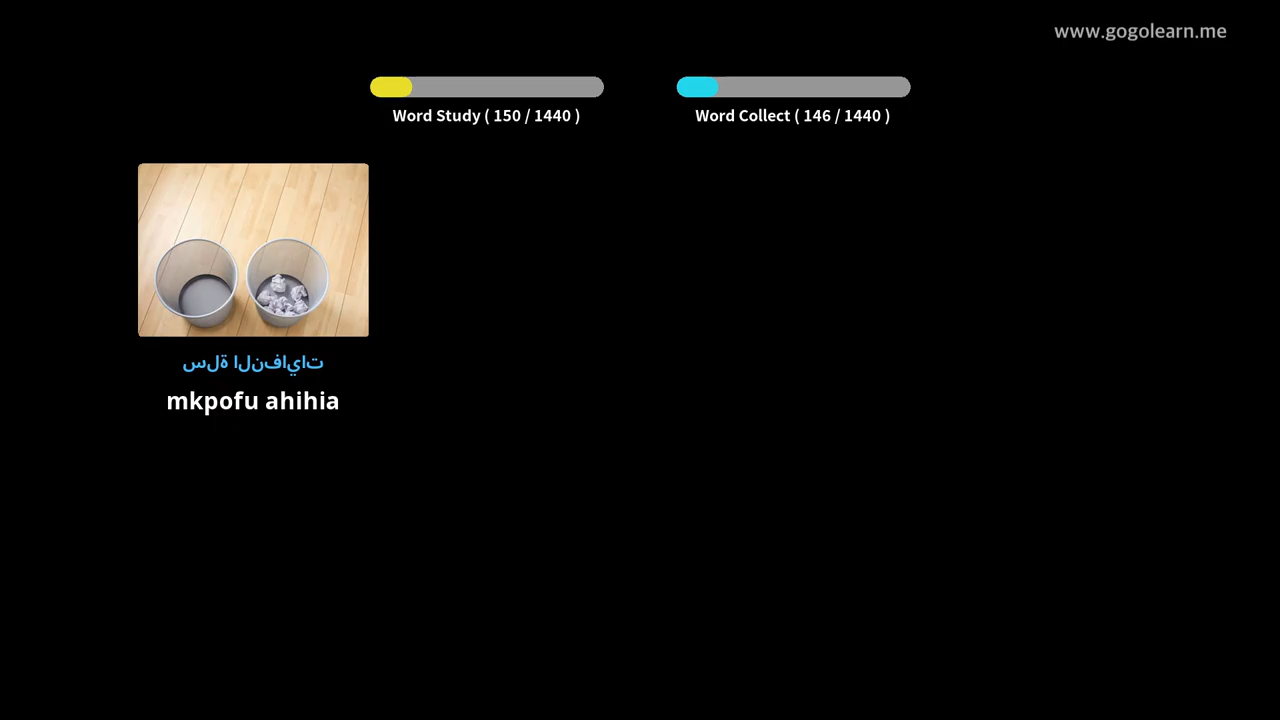 www.gogolearn.me
Word Study ( 150 / 1440 )
Word Collect ( 146 / 1440 )
سلة النفايات
mkpofu ahihia